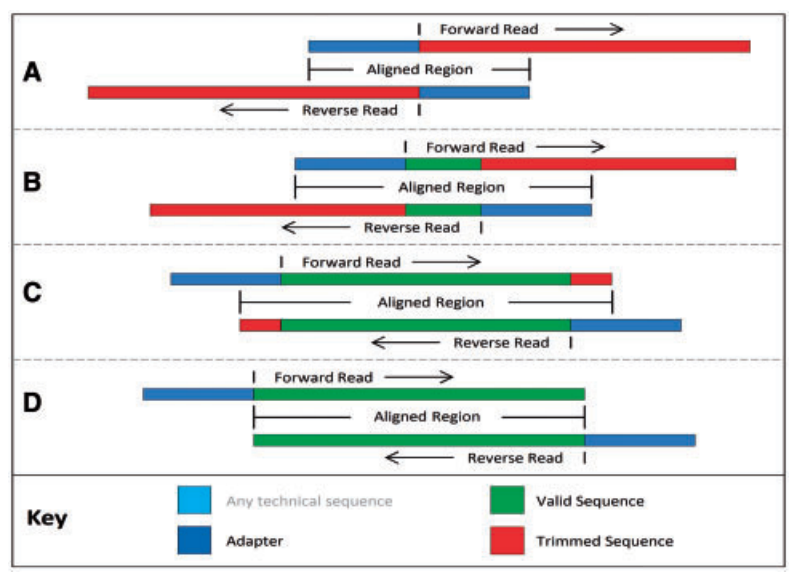 Forward Read
A
Aligned Region
Reverse Read
Forward Read
B
Aligned Region
Reverse Read
Forward Read
C
Aligned Region
Reverse Read
Forward Read
D
Aligned Region
Reverse Read
Key
Any technical sequence
Valid Sequence
Adapter
Trimmed Sequence